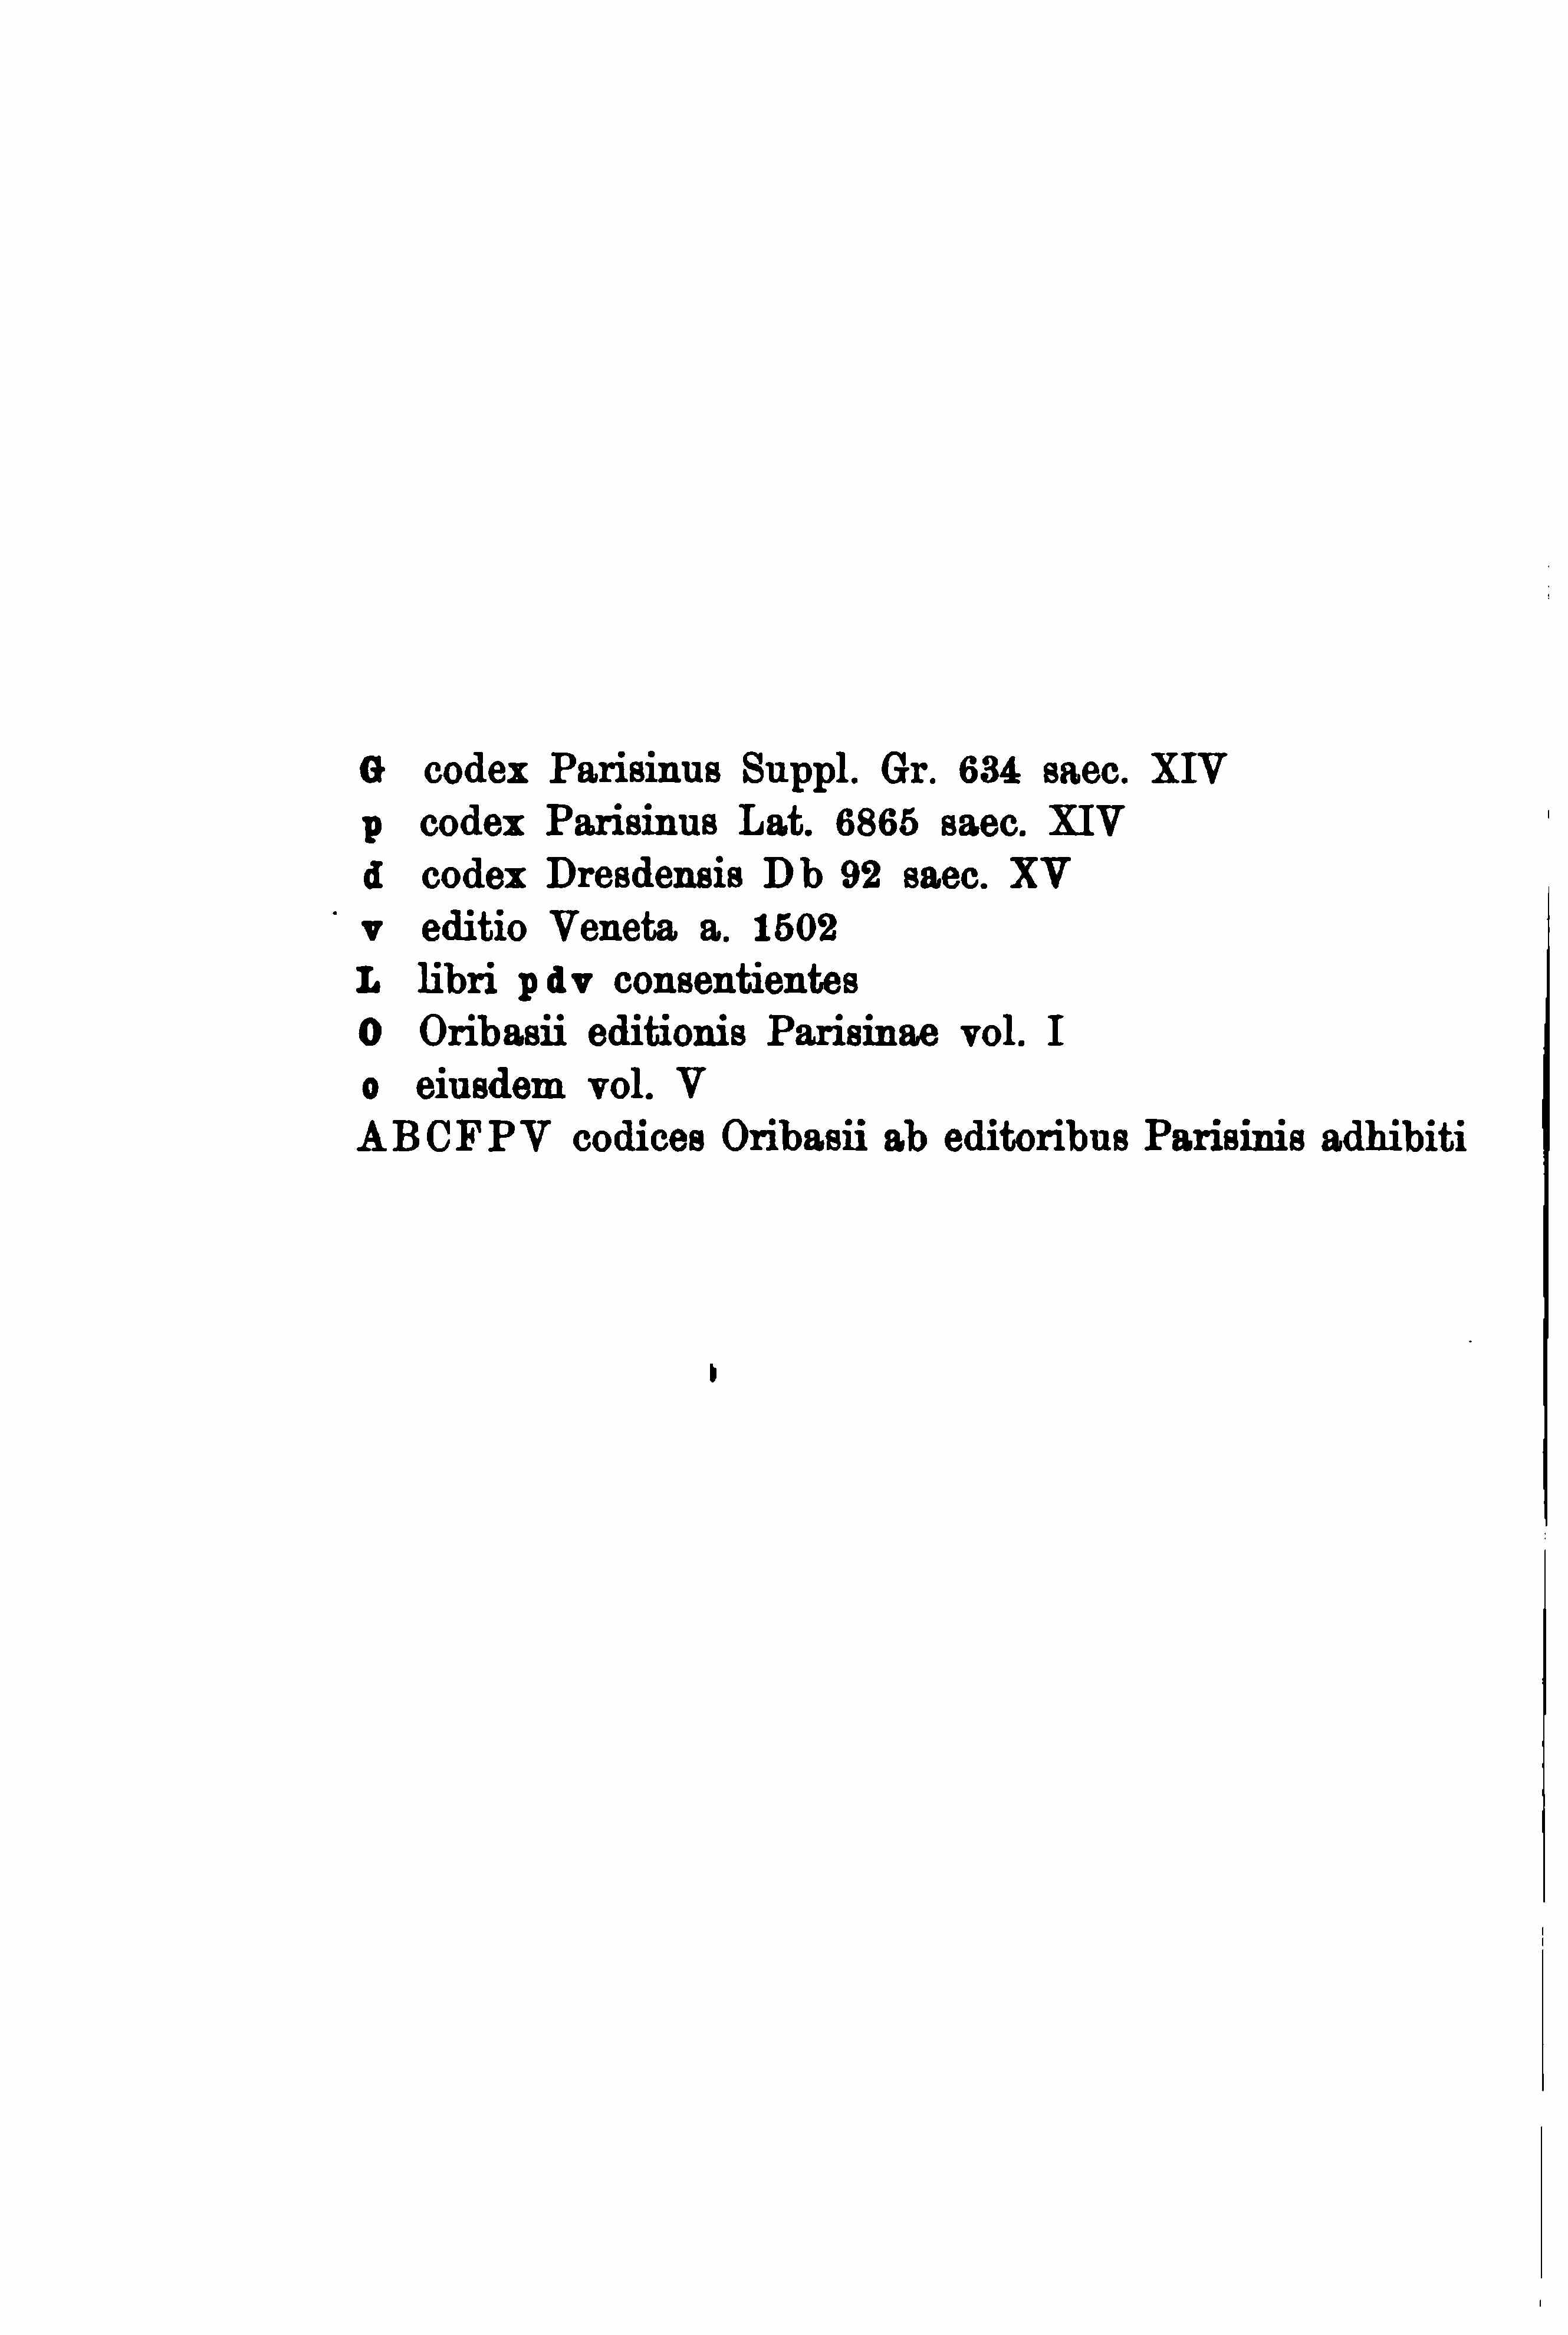 G codex Parisinus Suppl. Gr. 634 saec. XIV
p codex Parisinus Lat. 6865 saec. XIV
d codex Dresdensis Db 92 saec. XV
v editio Veneta a. 1502
L libri pdv consentientes
O Oribasii editionis Parisinae vol. I
o eiusdem vol. V
ABCFPV codices Oribasii ab editoribus Parisinis adhibiti